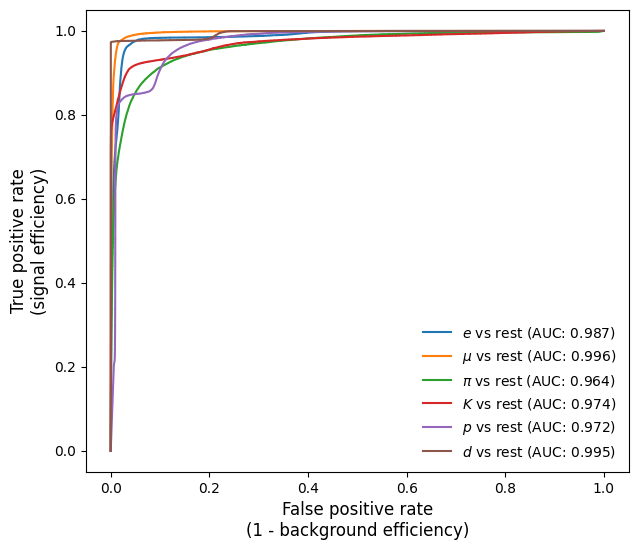 True positive rate
(signal efficiency)
1.0
0.8
0.6
0.4
0.2
0.0
e vs rest (AUC: 0.987)
μ vs rest (AUC: 0.996)
π vs rest (AUC: 0.964)
K vs rest (AUC: 0.974)
p vs rest (AUC: 0.972)
d vs rest (AUC: 0.995)
0.0 0.2 0.4 0.6 0.8 1.0
False positive rate
(1 - background efficiency)